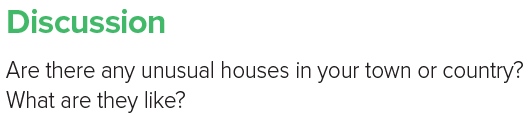 Discussion
Are there any unusual houses in your town or country?
What are they like?